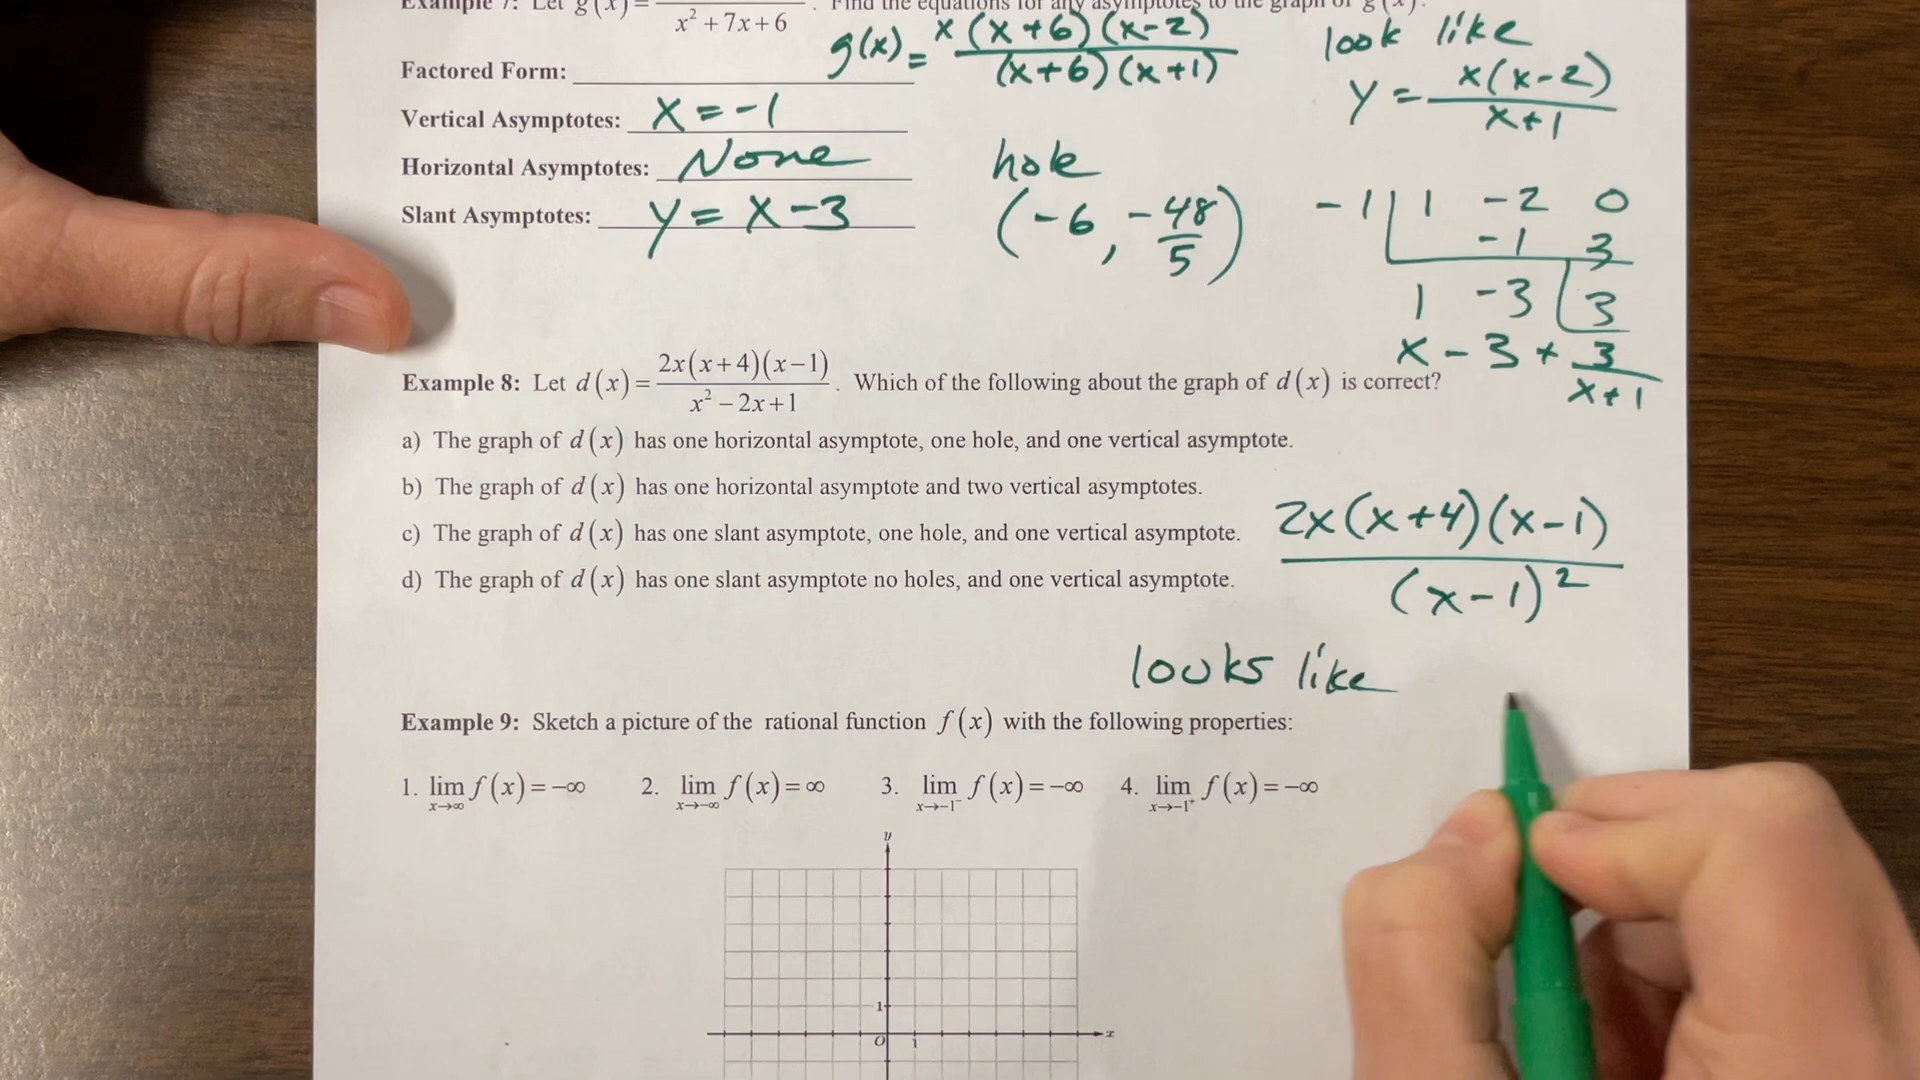 Example 7: Let g(x) = / x² + 7x + 6 . Find the equations for any asymptotes to the graph of g(x).
g(x) = x(x+6)(x-2) / (x+6)(x+1)
look like
y = x(x-2) / x+1
Factored Form:
Vertical Asymptotes: x = -1
Horizontal Asymptotes: None
Slant Asymptotes: y = x - 3
hole
(-6, -48/5)
-1 | 1 -2 0
-1 3
1 -3 | 3
x - 3 + 3 / x+1
Example 8: Let d(x) = 2x(x+4)(x−1) / x² − 2x + 1 . Which of the following about the graph of d(x) is correct?
a) The graph of d(x) has one horizontal asymptote, one hole, and one vertical asymptote.
b) The graph of d(x) has one horizontal asymptote and two vertical asymptotes.
c) The graph of d(x) has one slant asymptote, one hole, and one vertical asymptote.
d) The graph of d(x) has one slant asymptote no holes, and one vertical asymptote.
2x(x+4)(x-1) / (x-1)²
looks like
Example 9: Sketch a picture of the rational function f(x) with the following properties:
1. lim x→∞ f(x) = −∞ 2. lim x→−∞ f(x) = ∞ 3. lim x→−1⁻ f(x) = −∞ 4. lim x→−1⁺ f(x) = −∞
y
1
O 1 x